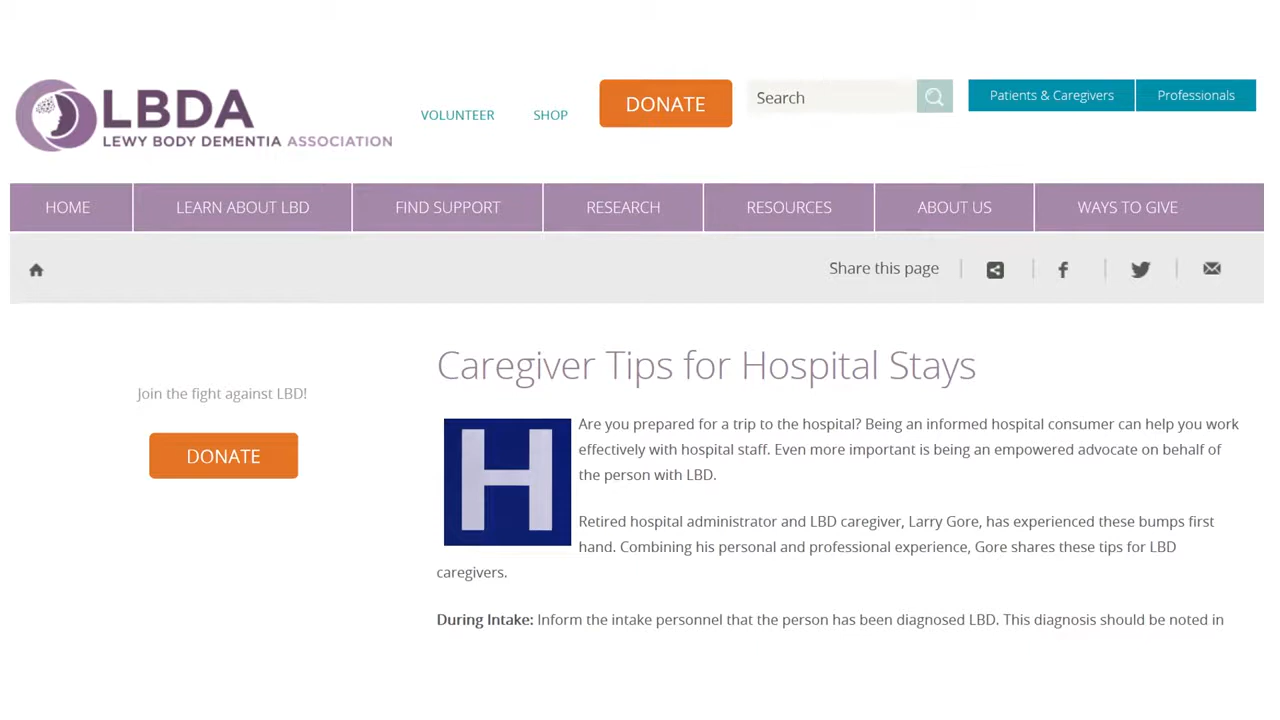 LBDA
LEWY BODY DEMENTIA ASSOCIATION
VOLUNTEER
SHOP
DONATE
Search
Patients & Caregivers
Professionals
HOME
LEARN ABOUT LBD
FIND SUPPORT
RESEARCH
RESOURCES
ABOUT US
WAYS TO GIVE
Share this page
Join the fight against LBD!
DONATE
Caregiver Tips for Hospital Stays
H
Are you prepared for a trip to the hospital? Being an informed hospital consumer can help you work
effectively with hospital staff. Even more important is being an empowered advocate on behalf of
the person with LBD.
Retired hospital administrator and LBD caregiver, Larry Gore, has experienced these bumps first
hand. Combining his personal and professional experience, Gore shares these tips for LBD
caregivers.
During Intake: Inform the intake personnel that the person has been diagnosed LBD. This diagnosis should be noted in